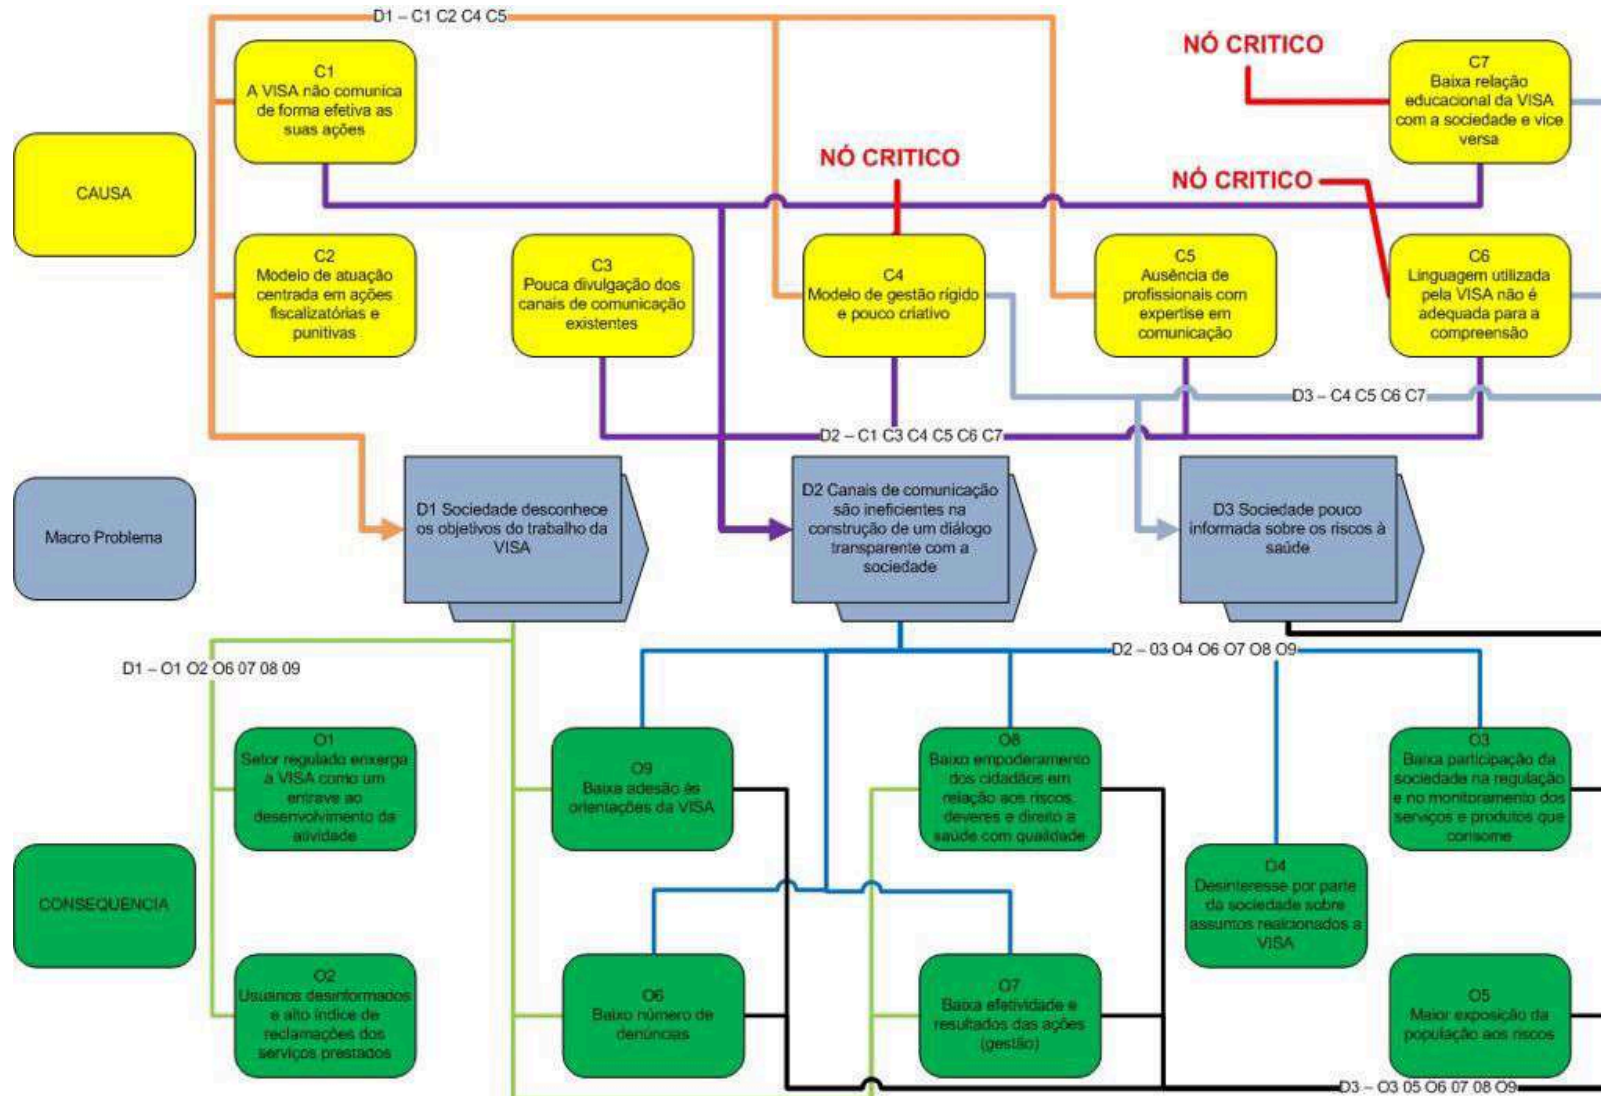 D1 – C1 C2 C4 C5
NÓ CRITICO
C1
A VISA não comunica
de forma efetiva as
suas ações
C7
Baixa relação
educacional da VISA
com a sociedade e vice
versa
CAUSA
NÓ CRITICO
NÓ CRITICO
C2
Modelo de atuação
centrada em ações
fiscalizatórias e
punitivas
C3
Pouca divulgação dos
canais de comunicação
existentes
C4
Modelo de gestão rígido
e pouco criativo
C5
Ausência de
profissionais com
expertise em
comunicação
C6
Linguagem utilizada
pela VISA não é
adequada para a
compreensão
D3 – C4 C5 C6 C7
D2 – C1 C3 C4 C5 C6 C7
Macro Problema
D1 Sociedade desconhece
os objetivos do trabalho da
VISA
D2 Canais de comunicação
são ineficientes na
construção de um diálogo
transparente com a
sociedade
D3 Sociedade pouco
informada sobre os riscos à
saúde
D1 – O1 O2 O6 07 08 09
D2 – 03 O4 O6 O7 O8 O9
O1
Setor regulado enxerga
a VISA como um
entrave ao
desenvolvimento da
atividade
O9
Baixa adesão às
orientações da VISA
O8
Baixo empoderamento
dos cidadãos em
relação aos riscos,
deveres e direito a
saúde com qualidade
O3
Baixa participação da
sociedade na regulação
e no monitoramento dos
serviços e produtos que
consome
CONSEQUENCIA
O4
Desinteresse por parte
da sociedade sobre
assuntos realcionados a
VISA
O2
Usuarios desinformados
e alto índice de
reclamações dos
serviços prestados
O6
Baixo número de
denúncias
O7
Baixa efetividade e
resultados das ações
(gestão)
O5
Maior exposição da
população aos riscos
D3 – O3 05 O6 07 08 O9